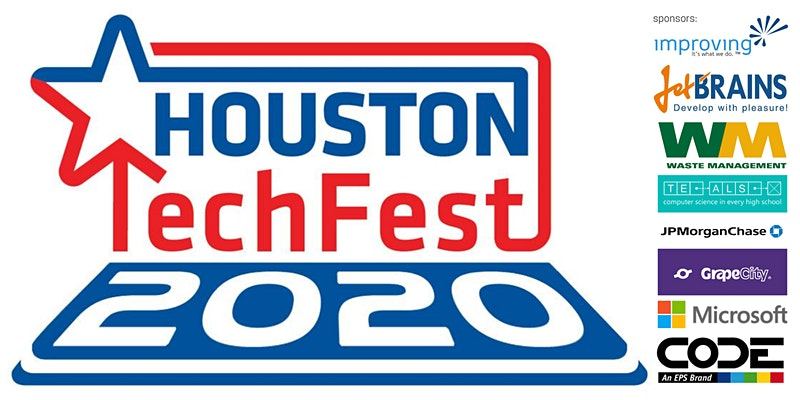 HOUSTON
TechFest
2020
sponsors:
improving
It's what we do. ™
JetBRAINS
Develop with pleasure!
WM
WASTE MANAGEMENT
TEALS
computer science in every high school
JPMorganChase
GrapeCity®
Microsoft
CODE
An EPS Brand